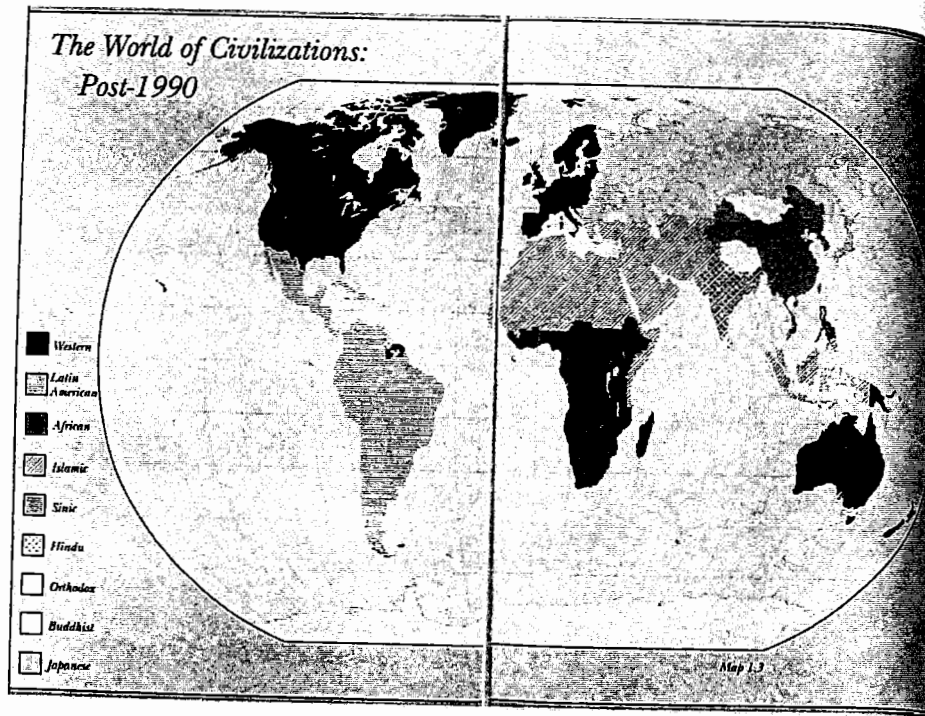 The World of Civilizations:
Post-1990
Western
Latin
American
African
Islamic
Sinic
Hindu
Orthodox
Buddhist
Japanese
Map 1.3